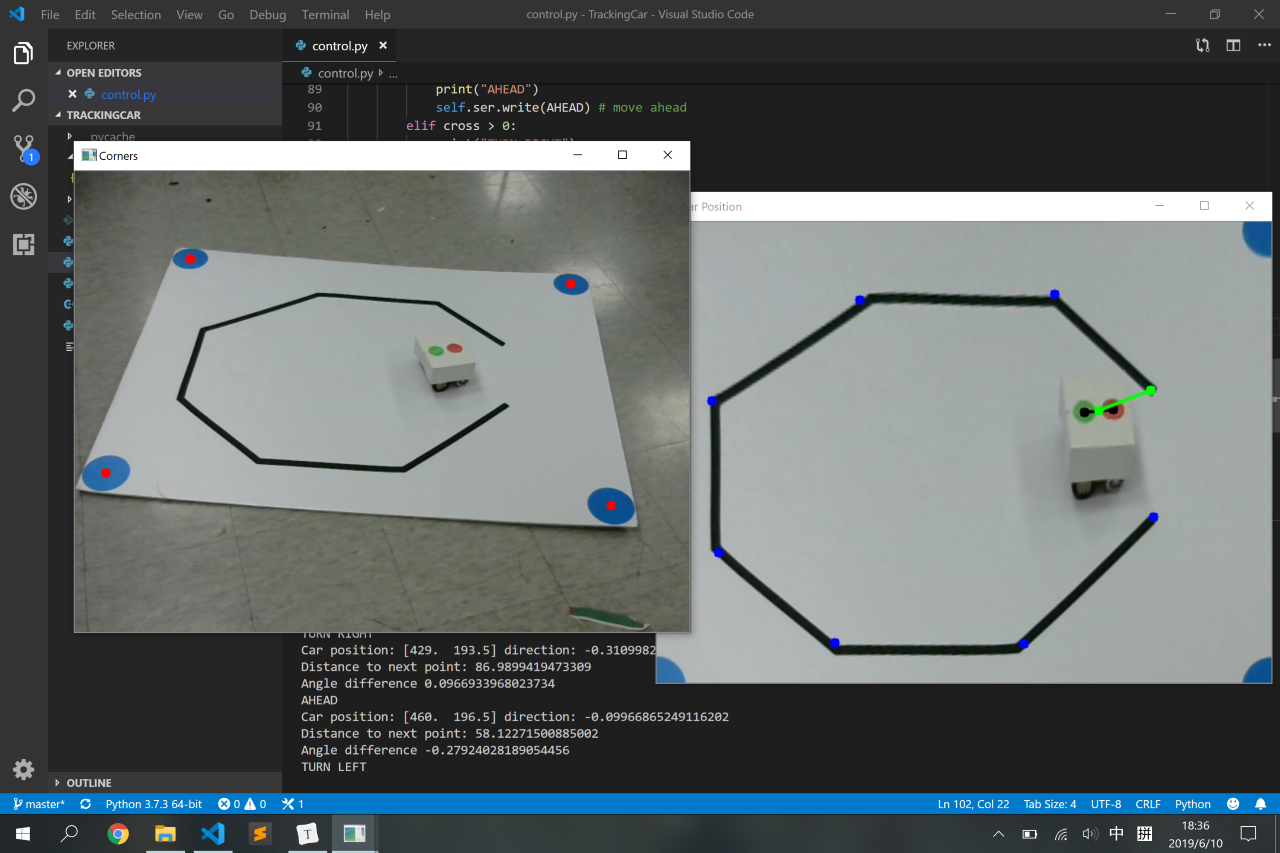 File Edit Selection View Go Debug Terminal Help
control.py - TrackingCar - Visual Studio Code
EXPLORER
OPEN EDITORS
control.py
TRACKINGCAR
pycache
control.py
control.py ...
89 print("AHEAD")
90 self.ser.write(AHEAD) # move ahead
91 elif cross > 0:
Corners
ar Position
TURN RIGHT
Car position: [429. 193.5] direction: -0.3109982
Distance to next point: 86.9899419473309
Angle difference 0.0966933968023734
AHEAD
Car position: [460. 196.5] direction: -0.09966865249116202
Distance to next point: 58.12271500885002
Angle difference -0.27924028189054456
TURN LEFT
OUTLINE
1
master* Python 3.7.3 64-bit 0 0 1
Ln 102, Col 22 Tab Size: 4 UTF-8 CRLF Python
T
中 拼
18:36
2019/6/10